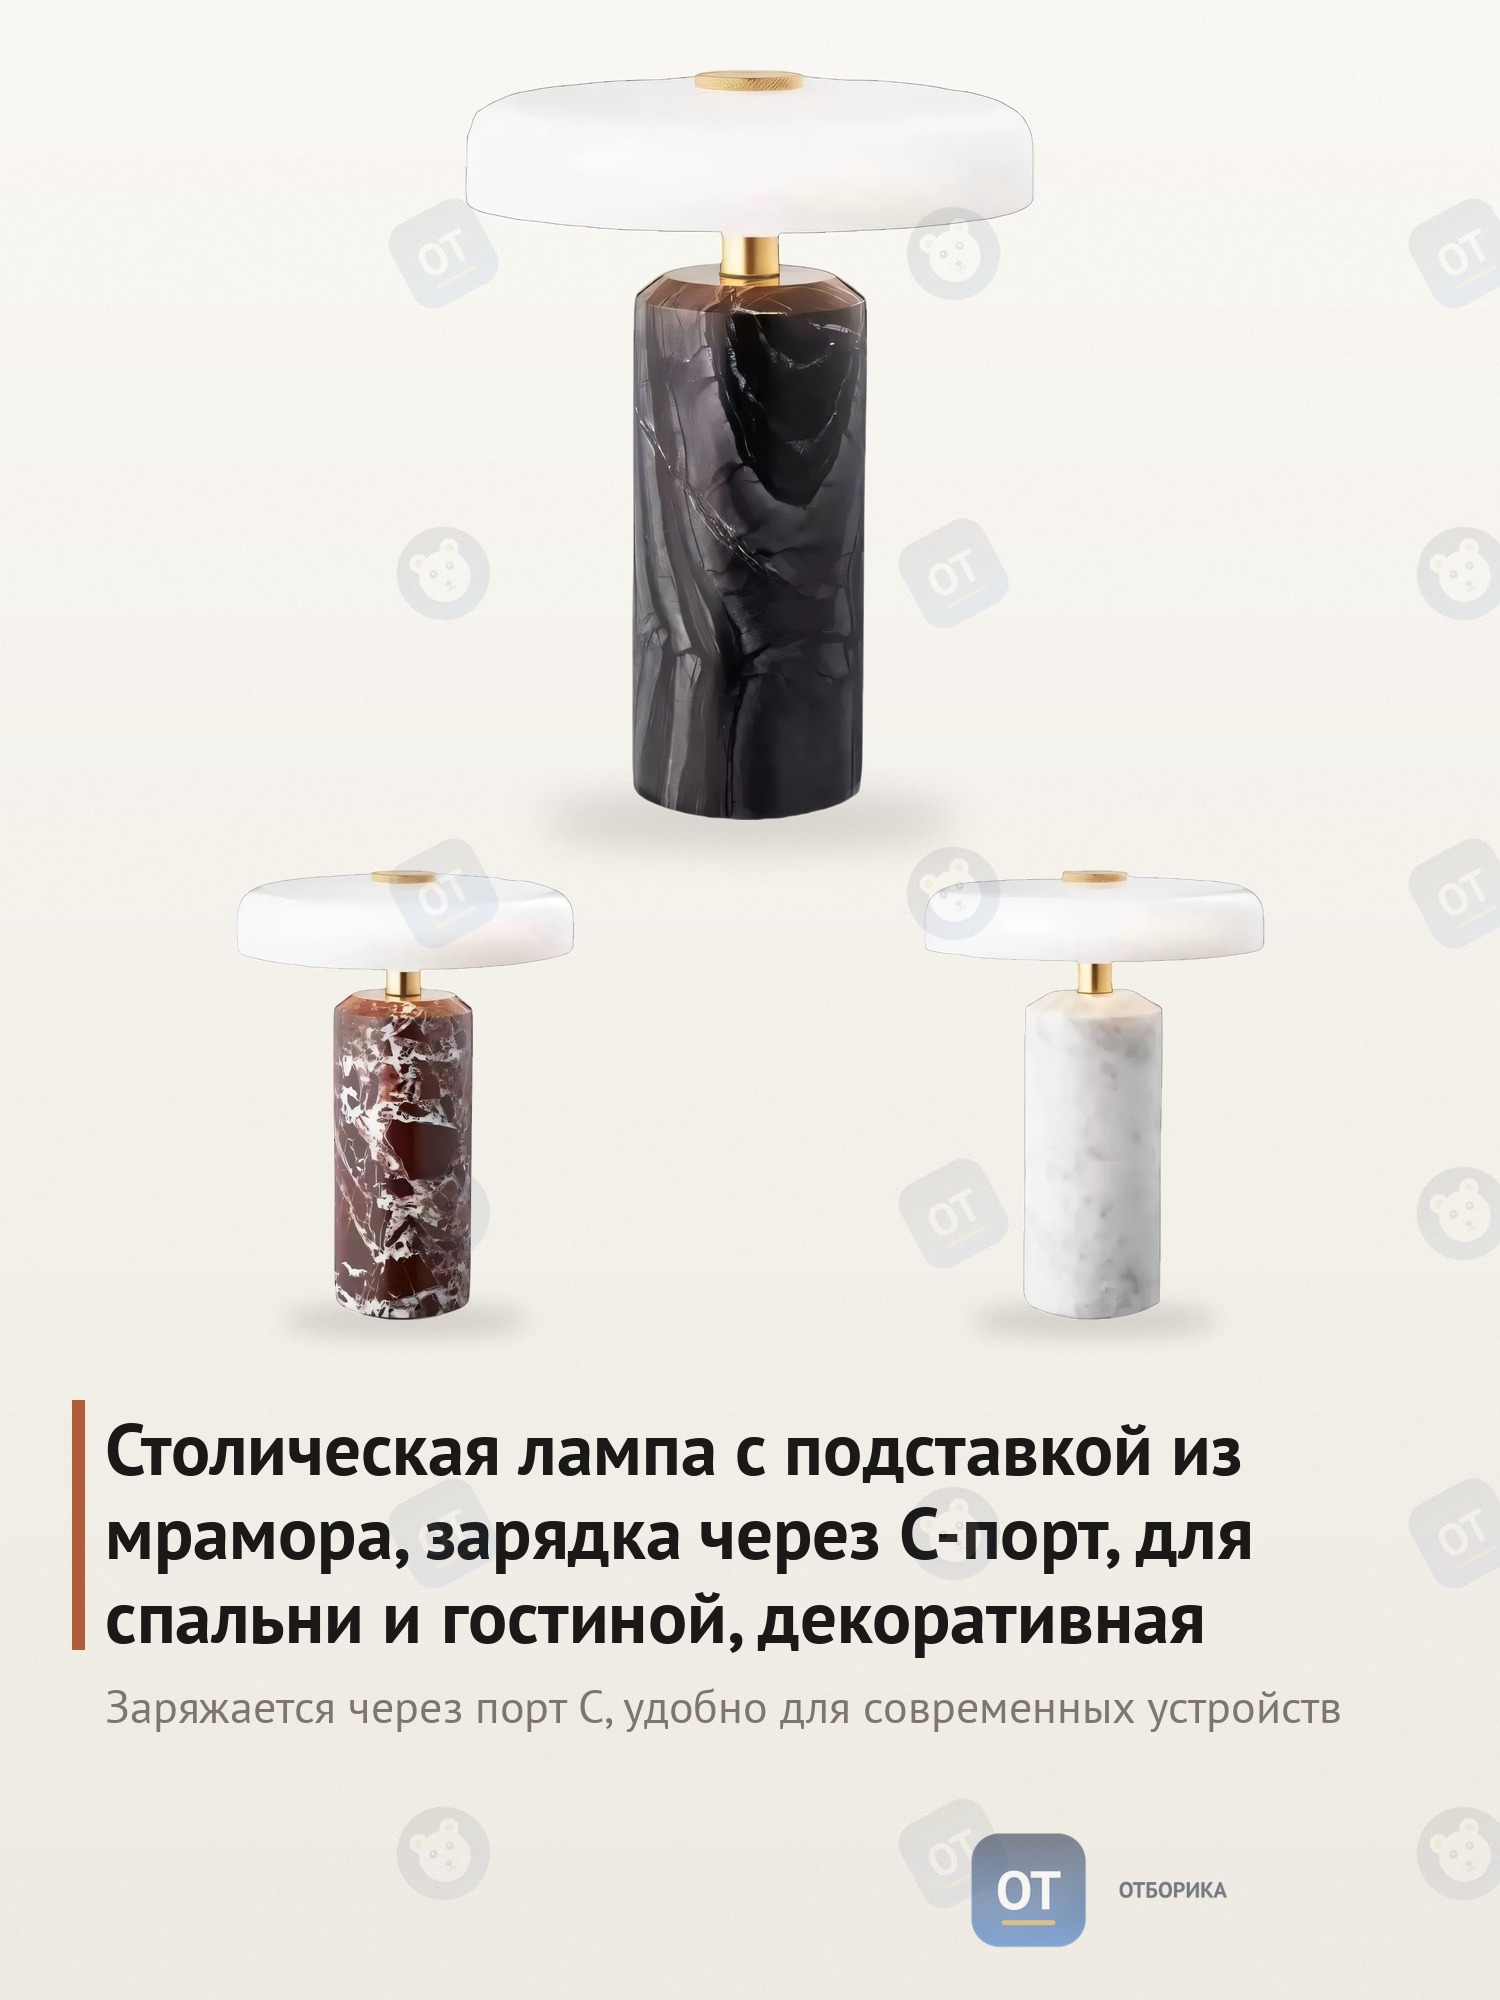 Столическая лампа с подставкой из
мрамора, зарядка через C-порт, для
спальни и гостиной, декоративная
Заряжается через порт C, удобно для современных устройств
ОТ
ОТБОРИКА